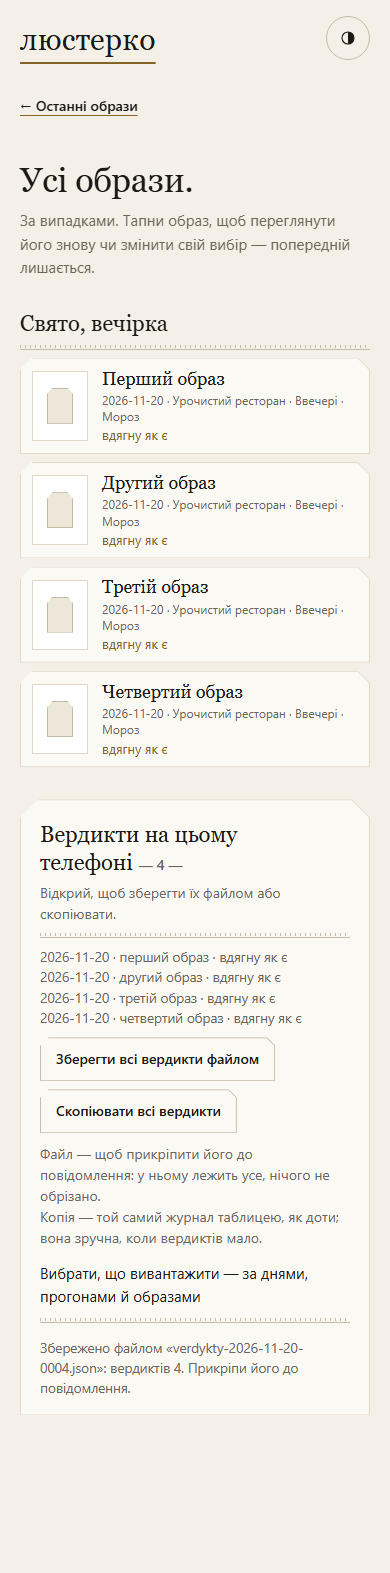 люстерко
← Останні образи
Усі образи.
За випадками. Тапни образ, щоб переглянути
його знову чи змінити свій вибір — попередній
лишається.
Свято, вечірка
Перший образ
2026-11-20 · Урочистий ресторан · Ввечері ·
Мороз
вдягну як є
Другий образ
2026-11-20 · Урочистий ресторан · Ввечері ·
Мороз
вдягну як є
Третій образ
2026-11-20 · Урочистий ресторан · Ввечері ·
Мороз
вдягну як є
Четвертий образ
2026-11-20 · Урочистий ресторан · Ввечері ·
Мороз
вдягну як є
Вердикти на цьому
телефоні — 4 —
Відкрий, щоб зберегти їх файлом або
скопіювати.
2026-11-20 · перший образ · вдягну як є
2026-11-20 · другий образ · вдягну як є
2026-11-20 · третій образ · вдягну як є
2026-11-20 · четвертий образ · вдягну як є
Зберегти всі вердикти файлом
Скопіювати всі вердикти
Файл — щоб прикріпити його до
повідомлення: у ньому лежить усе, нічого не
обрізано.
Копія — той самий журнал таблицею, як доти;
вона зручна, коли вердиктів мало.
Вибрати, що вивантажити — за днями,
прогонами й образами
Збережено файлом «verdykty-2026-11-20-
0004.json»: вердиктів 4. Прикріпи його до
повідомлення.